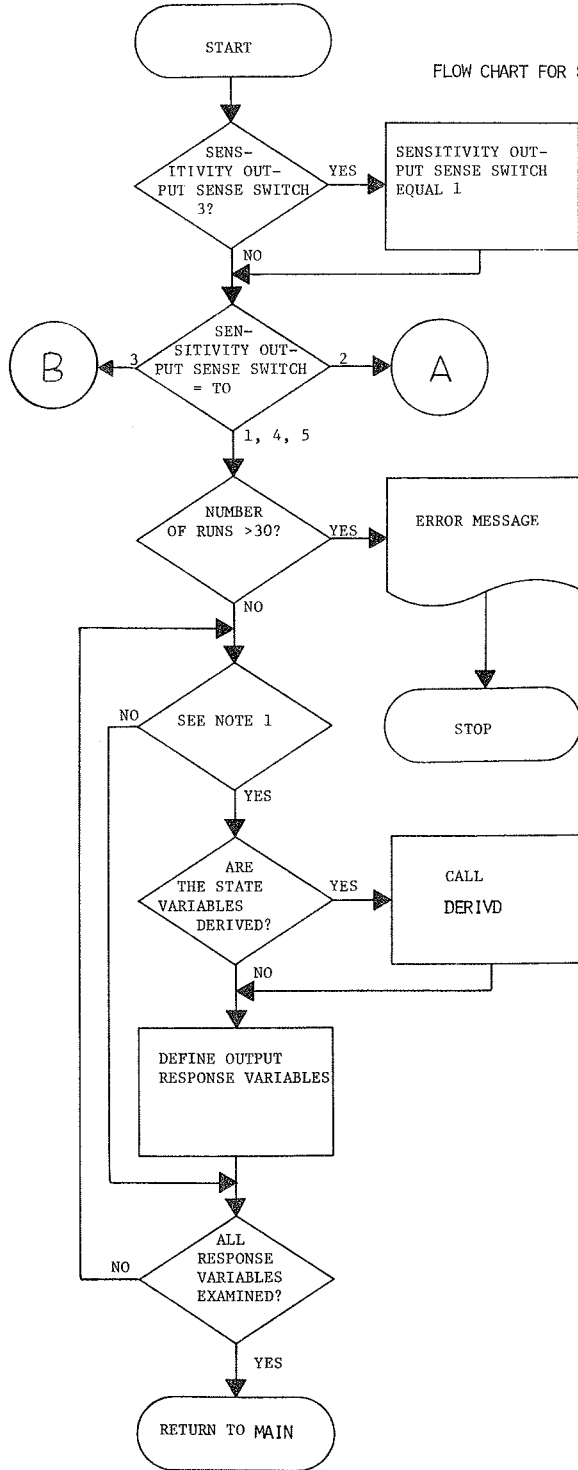 START
FLOW CHART FOR
SENS-
ITIVITY OUT-
PUT SENSE SWITCH
3?
YES
SENSITIVITY OUT-
PUT SENSE SWITCH
EQUAL 1
NO
SEN-
SITIVITY OUT-
PUT SENSE SWITCH
= TO
3
B
2
A
1, 4, 5
NUMBER
OF RUNS >30?
YES
ERROR MESSAGE
NO
STOP
NO
SEE NOTE 1
YES
ARE
THE STATE
VARIABLES
DERIVED?
YES
CALL
DERIVD
NO
DEFINE OUTPUT
RESPONSE VARIABLES
ALL
RESPONSE
VARIABLES
EXAMINED?
NO
YES
RETURN TO MAIN